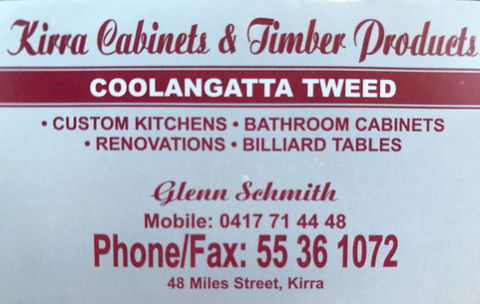 Kirra Cabinets & Timber Products
COOLANGATTA TWEED
• CUSTOM KITCHENS • BATHROOM CABINETS
• RENOVATIONS • BILLIARD TABLES
Glenn Schmith
Mobile: 0417 71 44 48
Phone/Fax: 55 36 1072
48 Miles Street, Kirra